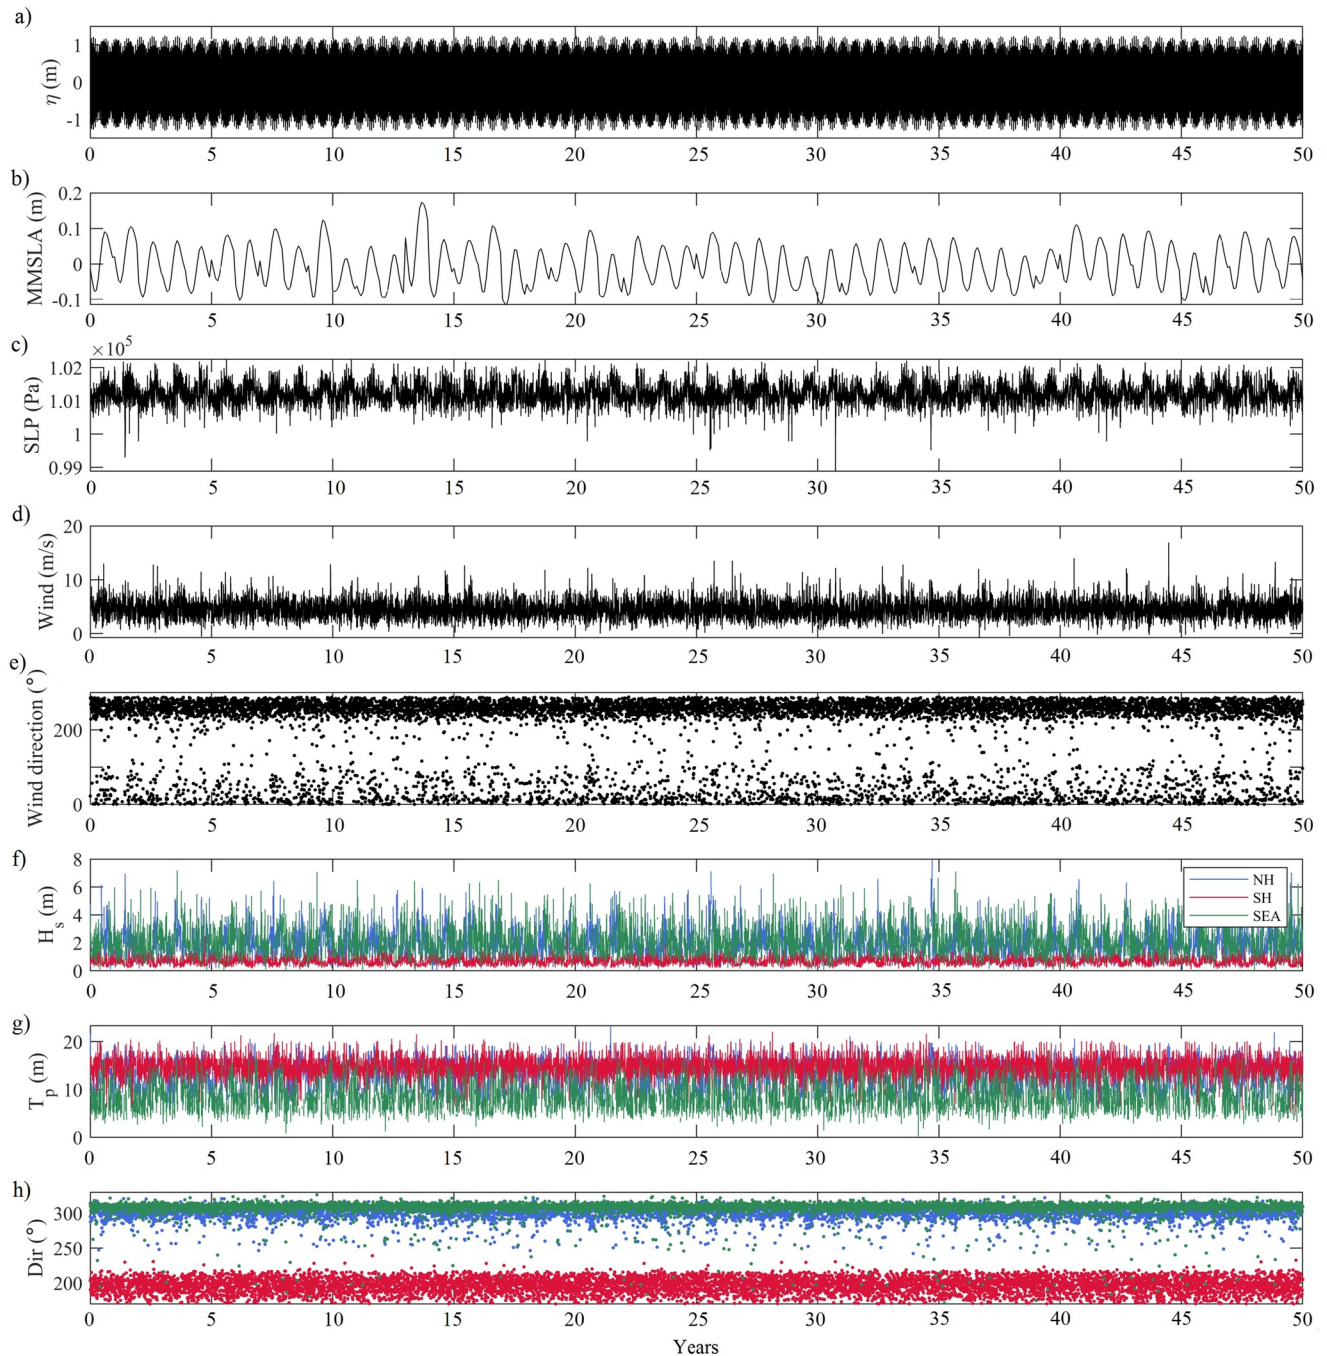 a)
η (m)
1
0
-1
0 5 10 15 20 25 30 35 40 45 50
b)
MMSLA (m)
0.2
0.1
0
-0.1
0 5 10 15 20 25 30 35 40 45 50
c)
×10^5
SLP (Pa)
1.02
1.01
1
0.99
0 5 10 15 20 25 30 35 40 45 50
d)
Wind (m/s)
20
10
0
0 5 10 15 20 25 30 35 40 45 50
e)
Wind direction (°)
200
0
0 5 10 15 20 25 30 35 40 45 50
f)
H_s (m)
8
6
4
2
0
NH
SH
SEA
0 5 10 15 20 25 30 35 40 45 50
g)
T_p (m)
20
10
0
0 5 10 15 20 25 30 35 40 45 50
h)
Dir (°)
300
250
200
0 5 10 15 20 25 30 35 40 45 50
Years